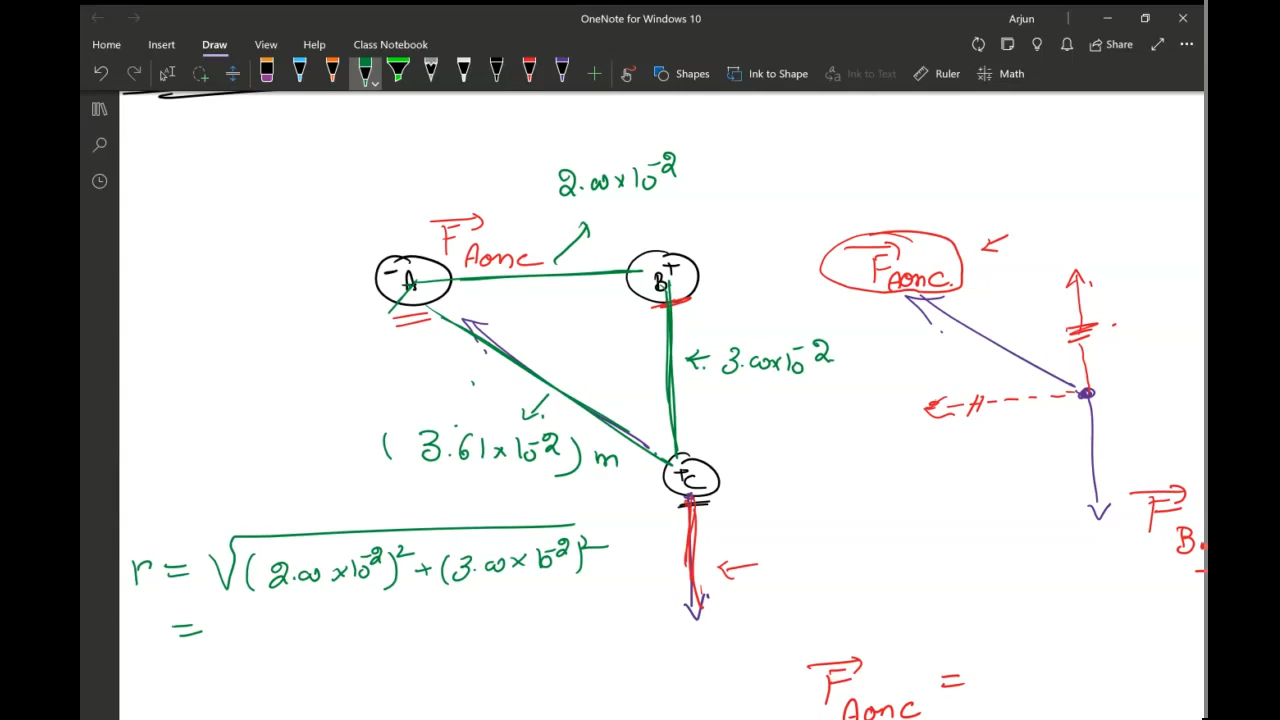 OneNote for Windows 10
Arjun
Home Insert Draw View Help Class Notebook
Share
Shapes Ink to Shape Ink to Text Ruler Math
2.00×10⁻²
F⃗ AonC
F⃗ AonC.
- A
B +
← 3.00×10⁻²
(3.61×10⁻²) m
+C
F⃗ B
r = √(2.00×10⁻²)² + (3.00×10⁻²)²
=
F⃗ AonC =